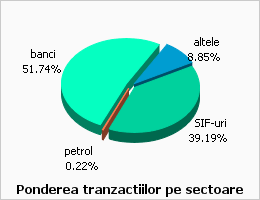 banci
51.74%
altele
8.85%
SIF-uri
39.19%
petrol
0.22%
Ponderea tranzactiilor pe sectoare